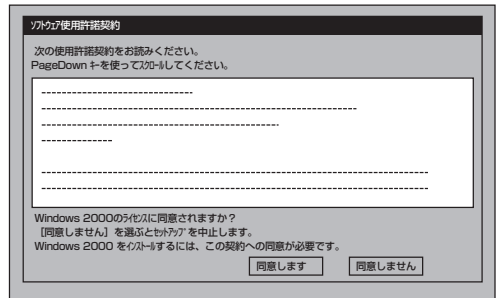 ソフトウェア使用許諾契約
次の使用許諾契約をお読みください。
PageDown キーを使ってスクロールしてください。
Windows 2000のライセンスに同意されますか？
［同意しません］を選ぶとセットアップを中止します。
Windows 2000 をインストールするには、この契約への同意が必要です。
同意します
同意しません